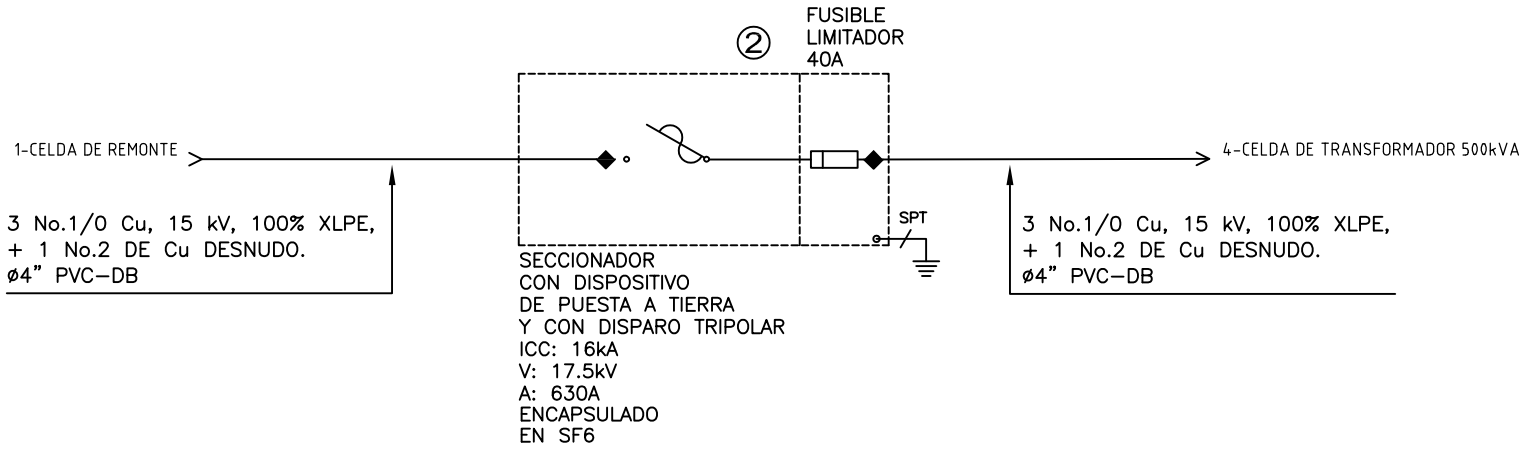 ②
FUSIBLE
LIMITADOR
40A
1-CELDA DE REMONTE
4-CELDA DE TRANSFORMADOR 500kVA
3 No.1/0 Cu, 15 kV, 100% XLPE,
+ 1 No.2 DE Cu DESNUDO.
ø4” PVC-DB
SPT
3 No.1/0 Cu, 15 kV, 100% XLPE,
+ 1 No.2 DE Cu DESNUDO.
ø4” PVC-DB
SECCIONADOR
CON DISPOSITIVO
DE PUESTA A TIERRA
Y CON DISPARO TRIPOLAR
ICC: 16kA
V: 17.5kV
A: 630A
ENCAPSULADO
EN SF6